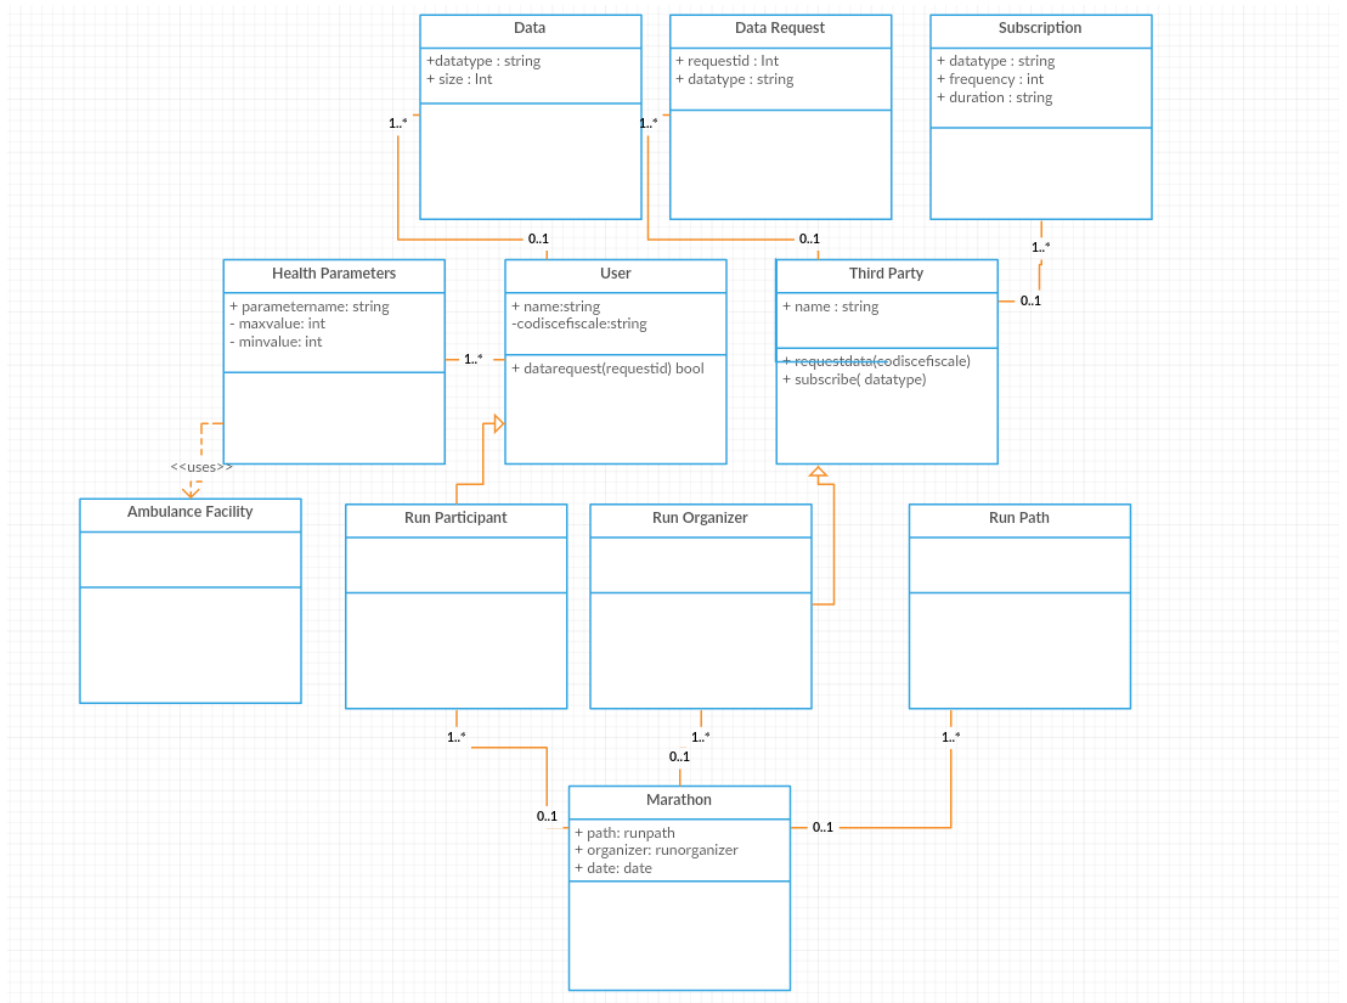 Data
+datatype : string
+ size : Int
Data Request
+ requestid : Int
+ datatype : string
Subscription
+ datatype : string
+ frequency : int
+ duration : string
1..*
1..*
0..1
0..1
1..*
Health Parameters
+ parametername: string
- maxvalue: int
- minvalue: int
User
+ name:string
-codiscefiscale:string
+ datarequest(requestid) bool
Third Party
+ name : string
+ requestdata(codiscefiscale)
+ subscribe( datatype)
0..1
1..*
<<uses>>
Ambulance Facility
Run Participant
Run Organizer
Run Path
1..*
1..*
1..*
0..1
0..1
0..1
Marathon
+ path: runpath
+ organizer: runorganizer
+ date: date